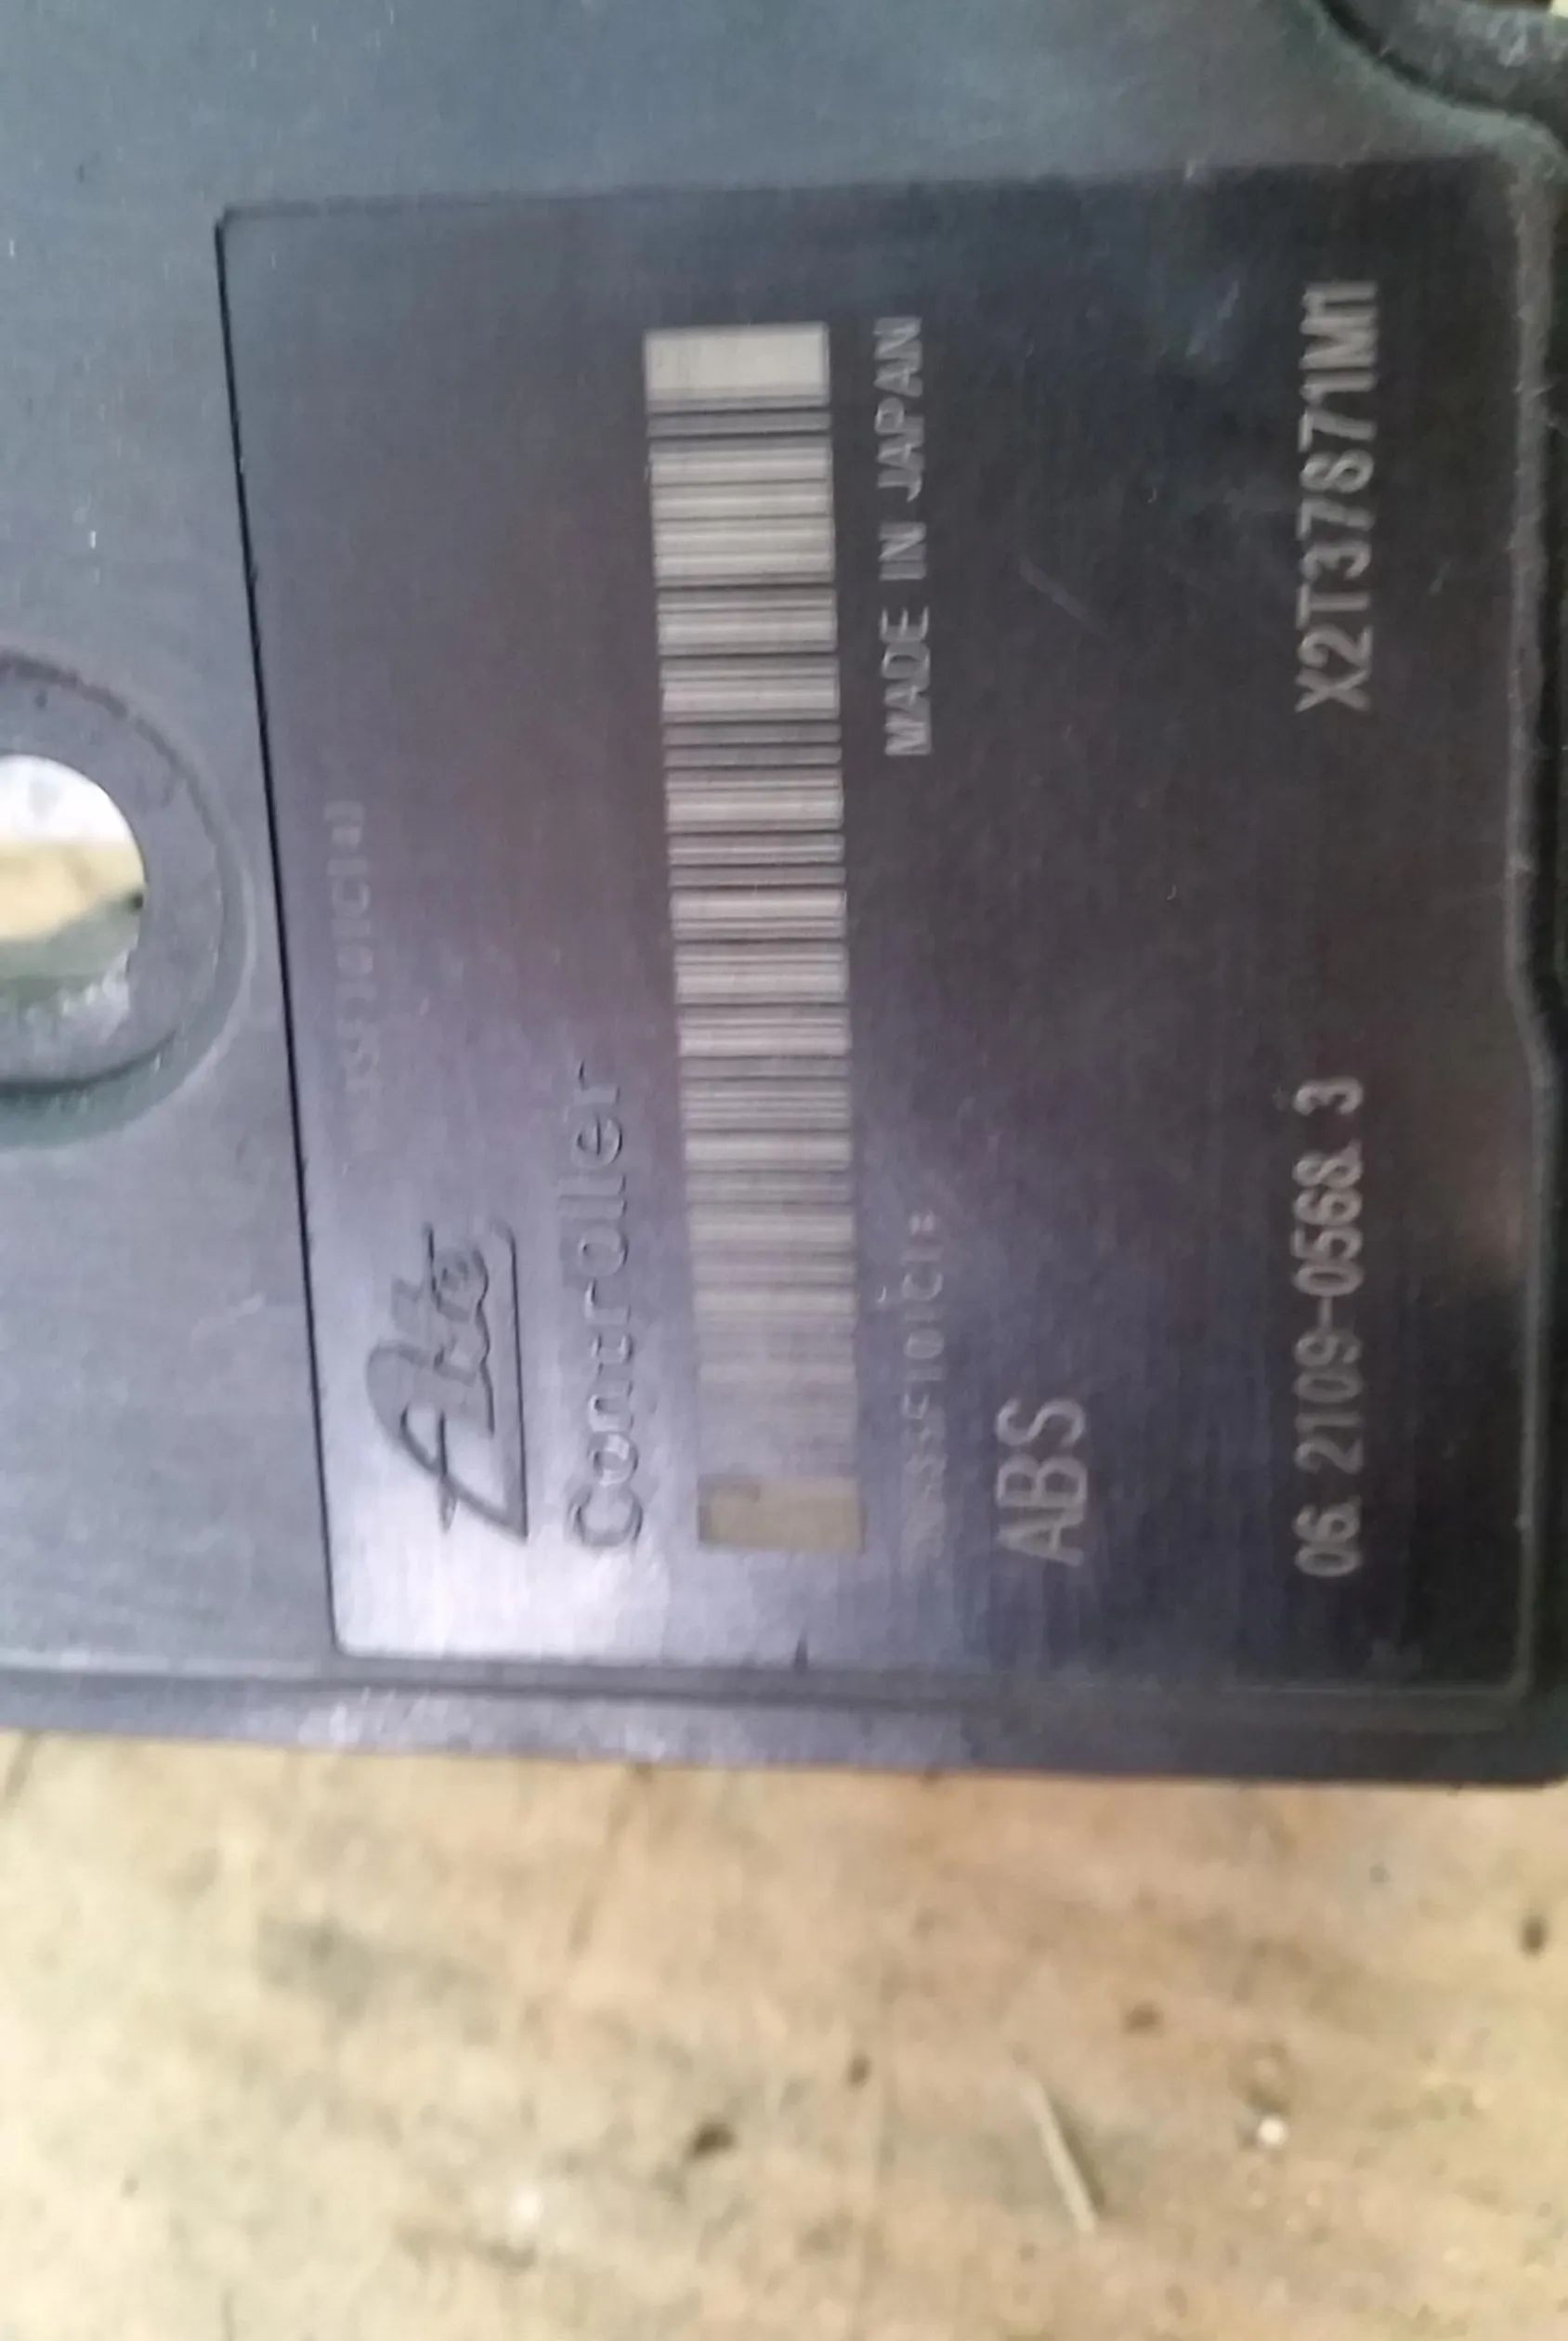 Ate
Controller
MADE IN JAPAN
ABS
06. 2109-0568. 3 X2T37871M1